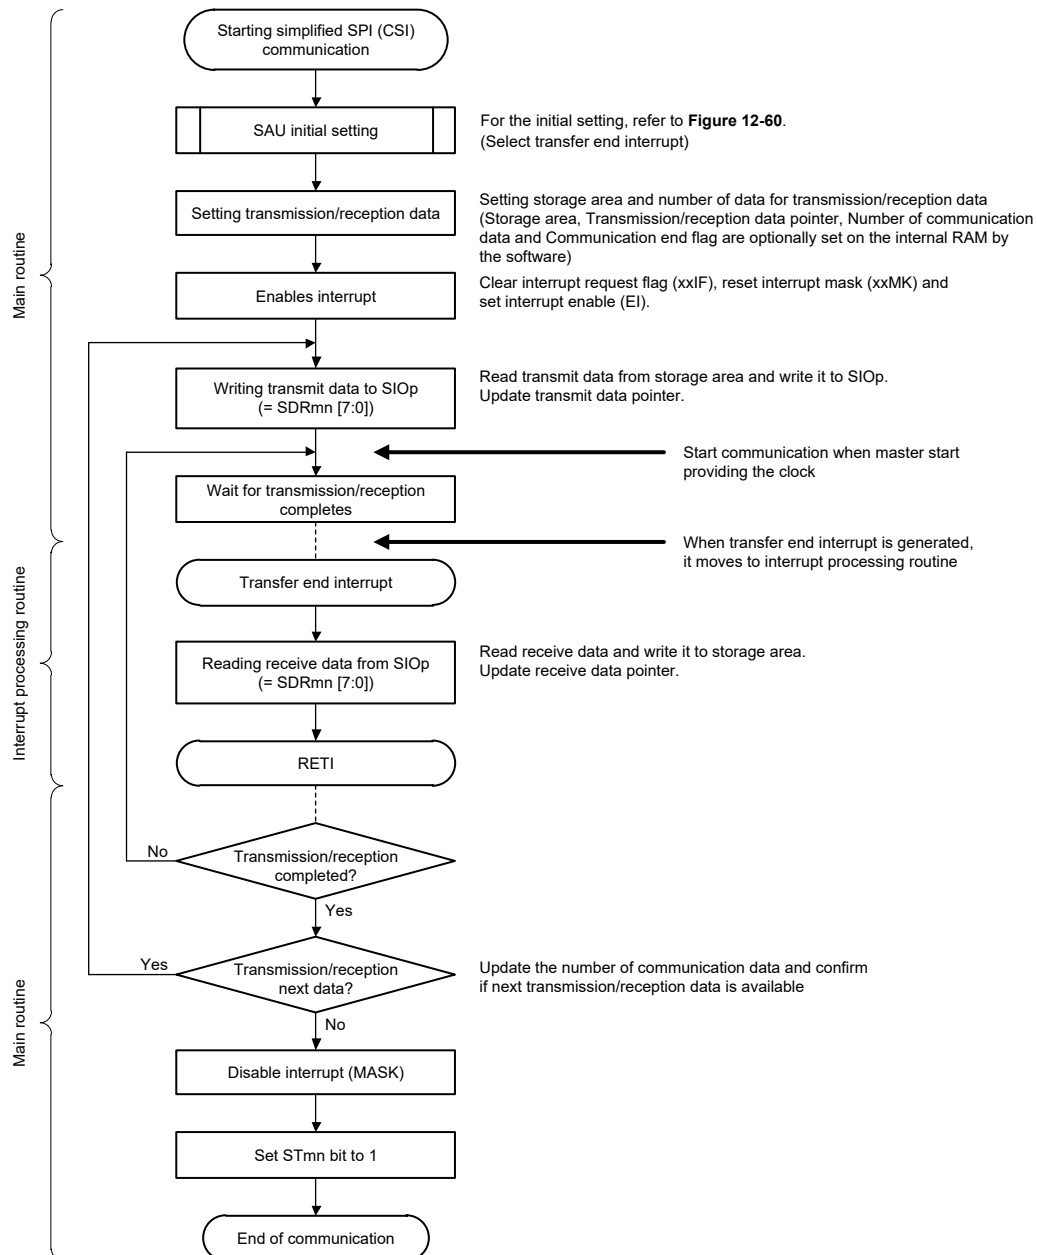 Starting simplified SPI (CSI)
communication
SAU initial setting
For the initial setting, refer to Figure 12-60.
(Select transfer end interrupt)
Setting transmission/reception data
Setting storage area and number of data for transmission/reception data
(Storage area, Transmission/reception data pointer, Number of communication
data and Communication end flag are optionally set on the internal RAM by
the software)
Main routine
Enables interrupt
Clear interrupt request flag (xxIF), reset interrupt mask (xxMK) and
set interrupt enable (EI).
Writing transmit data to SIOp
(= SDRmn [7:0])
Read transmit data from storage area and write it to SIOp.
Update transmit data pointer.
Start communication when master start
providing the clock
Wait for transmission/reception
completes
When transfer end interrupt is generated,
it moves to interrupt processing routine
Transfer end interrupt
Interrupt processing routine
Reading receive data from SIOp
(= SDRmn [7:0])
Read receive data and write it to storage area.
Update receive data pointer.
RETI
No
Transmission/reception
completed?
Yes
Yes
Transmission/reception
next data?
Update the number of communication data and confirm
if next transmission/reception data is available
No
Main routine
Disable interrupt (MASK)
Set STmn bit to 1
End of communication